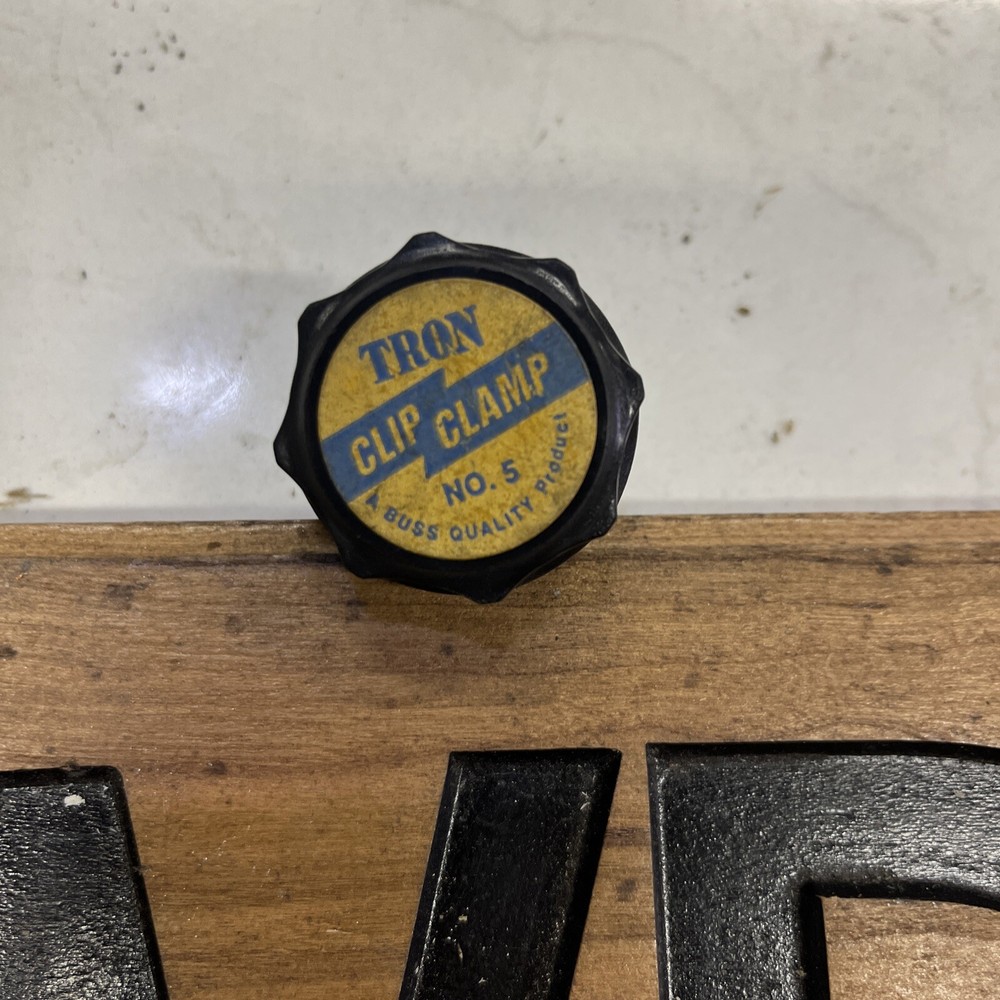 TRON
CLIP CLAMP
NO. 5
A BUSS QUALITY Product